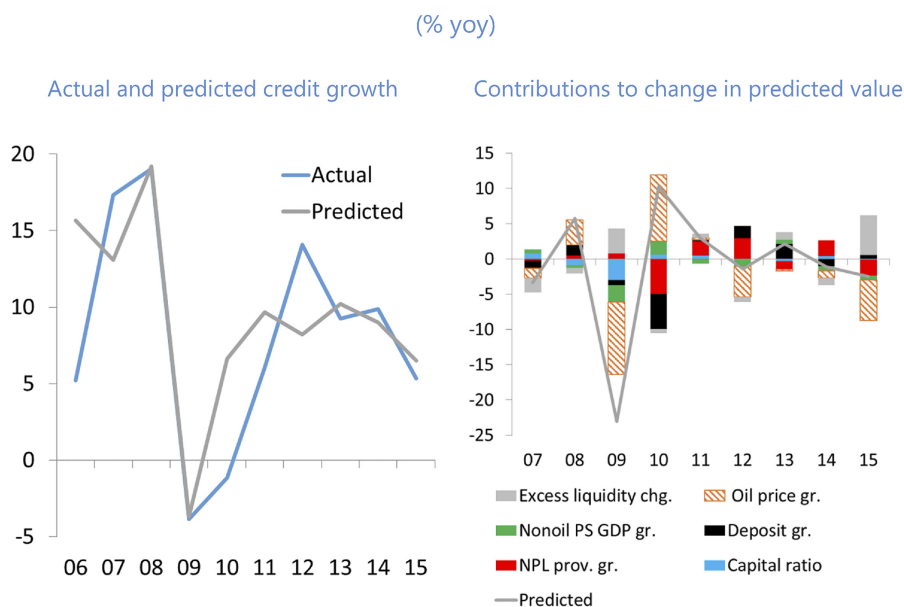 (% yoy)
Actual and predicted credit growth
20
15
10
5
0
-5
Actual
Predicted
06 07 08 09 10 11 12 13 14 15
Contributions to change in predicted value
15
10
5
0
-5
-10
-15
-20
-25
07 08 09 10 11 12 13 14 15
Excess liquidity chg. Oil price gr.
Nonoil PS GDP gr. Deposit gr.
NPL prov. gr. Capital ratio
Predicted